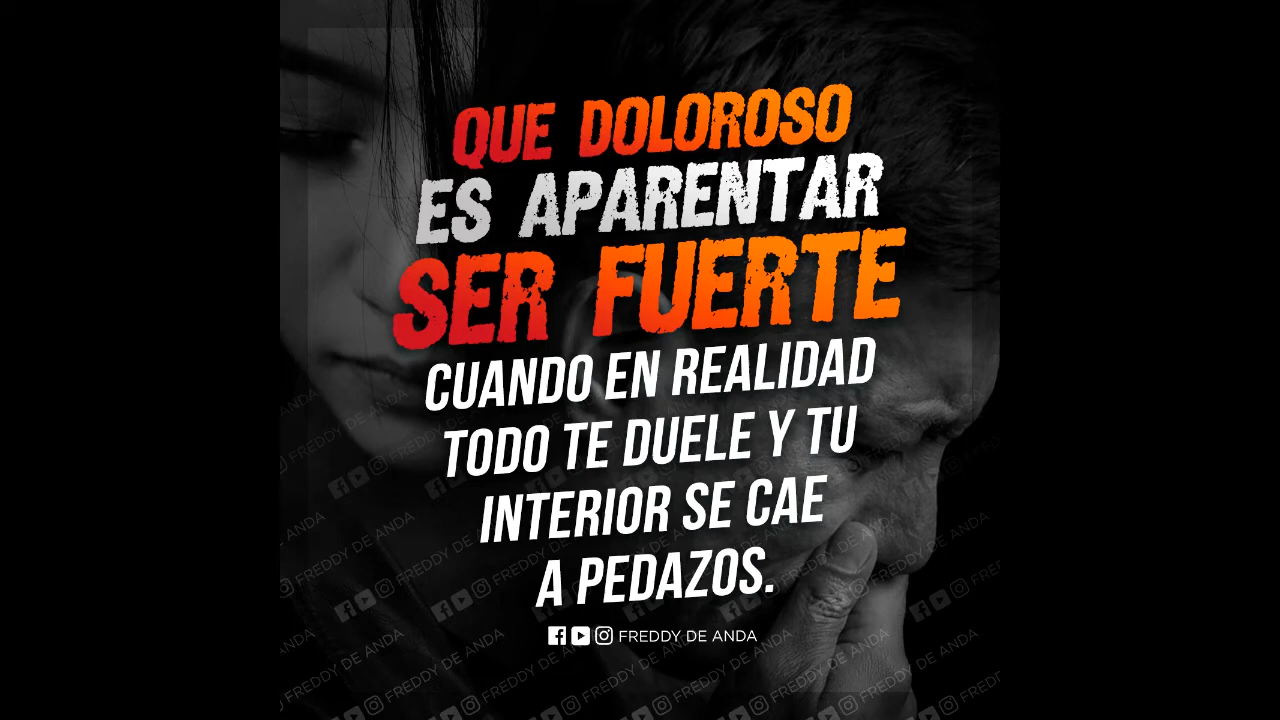 QUE DOLOROSO
ES APARENTAR
SER FUERTE
CUANDO EN REALIDAD
TODO TE DUELE Y TU
INTERIOR SE CAE
A PEDAZOS.
FREDDY DE ANDA